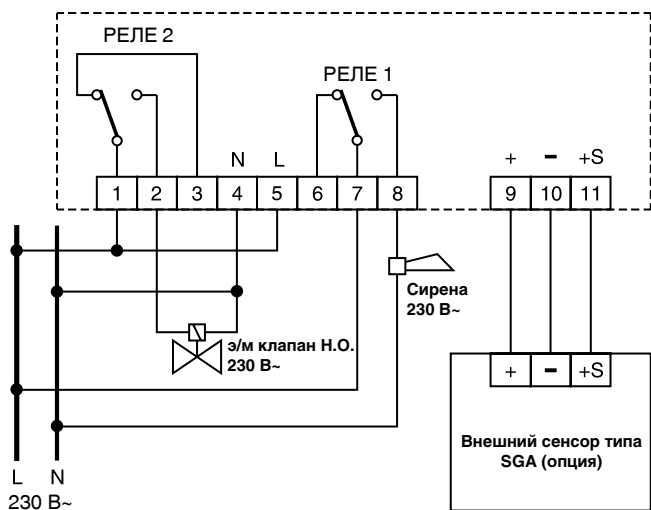 РЕЛЕ 2
РЕЛЕ 1
N L
+ - +S
1 2 3 4 5 6 7 8
9 10 11
Сирена
230 В~
э/м клапан Н.О.
230 В~
+ - +S
Внешний сенсор типа
SGA (опция)
L N
230 В~